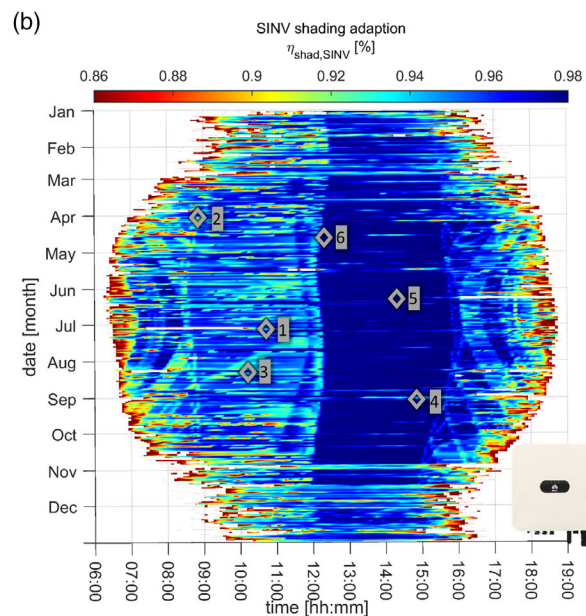 (b)
SINV shading adaption
ηshad,SINV [%]
0.86 0.88 0.9 0.92 0.94 0.96 0.98
Jan
Feb
Mar
Apr
May
Jun
Jul
Aug
Sep
Oct
Nov
Dec
date [month]
2
6
5
1
3
4
06:00 07:00 08:00 09:00 10:00 11:00 12:00 13:00 14:00 15:00 16:00 17:00 18:00 19:00
time [hh:mm]